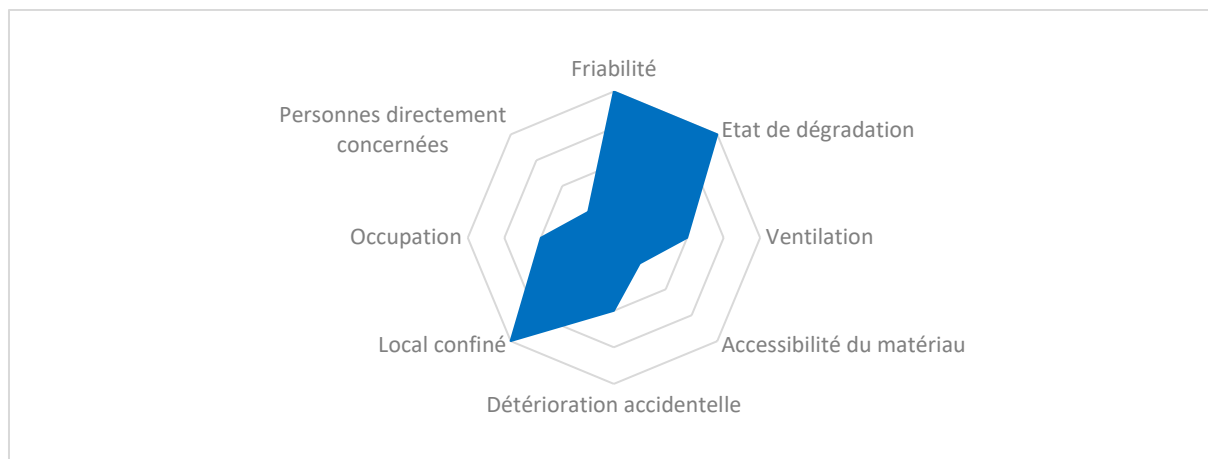 Friabilité
Personnes directement
concernées
Etat de dégradation
Occupation
Ventilation
Local confiné
Accessibilité du matériau
Détérioration accidentelle